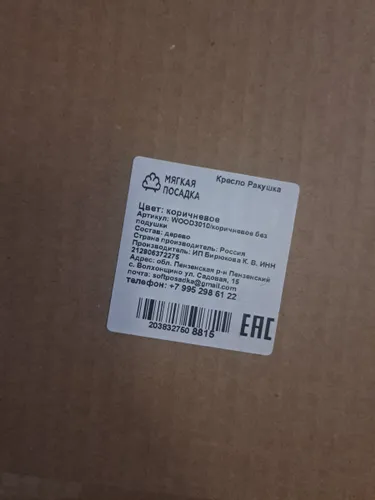 МЯГКАЯ
ПОСАДКА
Кресло Ракушка
Цвет: коричневое
Артикул: WOOD3010/коричневое без
подушки
Состав: дерево
Страна производитель: Россия
Производитель: ИП Бирюкова К. В. ИНН
212806372275
Адрес: обл. Пензенская р-н Пензенский
с. Волхонщино ул. Садовая, 15
почта: softposadka@gmail.com
телефон: +7 995 298 61 22
203832750 8815
EAC